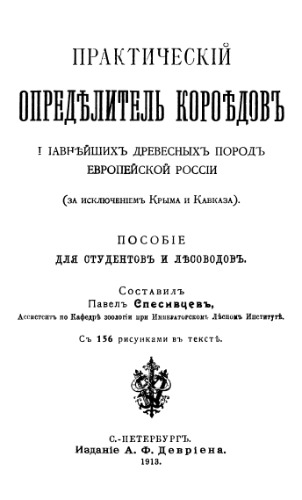 ПРАКТИЧЕСКІЙ
ОПРЕДѢЛИТЕЛЬ КОРОѢДОВЪ
ГЛАВНѢЙШИХЪ ДРЕВЕСНЫХЪ ПОРОДЪ
ЕВРОПЕЙСКОЙ РОССІИ
(за исключеніемъ Крыма и Кавказа).
ПОСОБІЕ
ДЛЯ СТУДЕНТОВЪ И ЛѢСОВОДОВЪ.
Составилъ
Павелъ Спесивцевъ,
Ассистентъ по Кафедрѣ зоологіи при Императорскомъ Лѣсномъ Институтѣ.
Съ 156 рисунками въ текстѣ.
С.-ПЕТЕРБУРГЪ.
Изданіе А. Ф. Девріена.
1913.